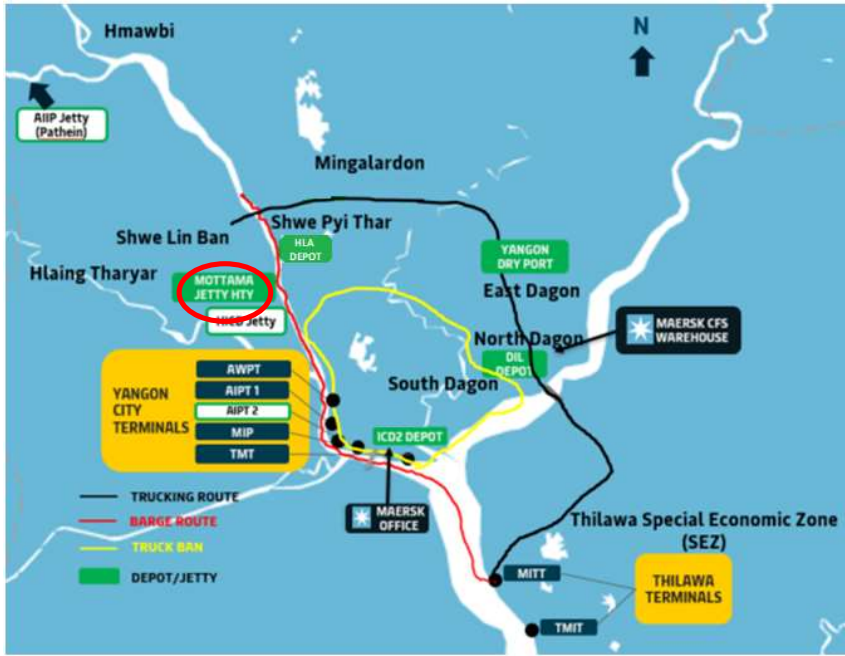 Hmawbi
N
AIIP Jetty
(Pathein)
Mingalardon
Shwe Pyi Thar
Shwe Lin Ban
HLA
DEPOT
YANGON
DRY PORT
Hlaing Tharyar
MOTTAMA
JETTY HTY
East Dagon
HICD Jetty
MAERSK CFS
WAREHOUSE
North Dagon
DIL
DEPOT
South Dagon
YANGON
CITY
TERMINALS
AWPT
AIPT 1
AIPT 2
MIP
TMT
ICD2 DEPOT
MAERSK
OFFICE
TRUCKING ROUTE
BARGE ROUTE
TRUCK BAN
DEPOT/JETTY
Thilawa Special Economic Zone
(SEZ)
MITT
THILAWA
TERMINALS
TMIT